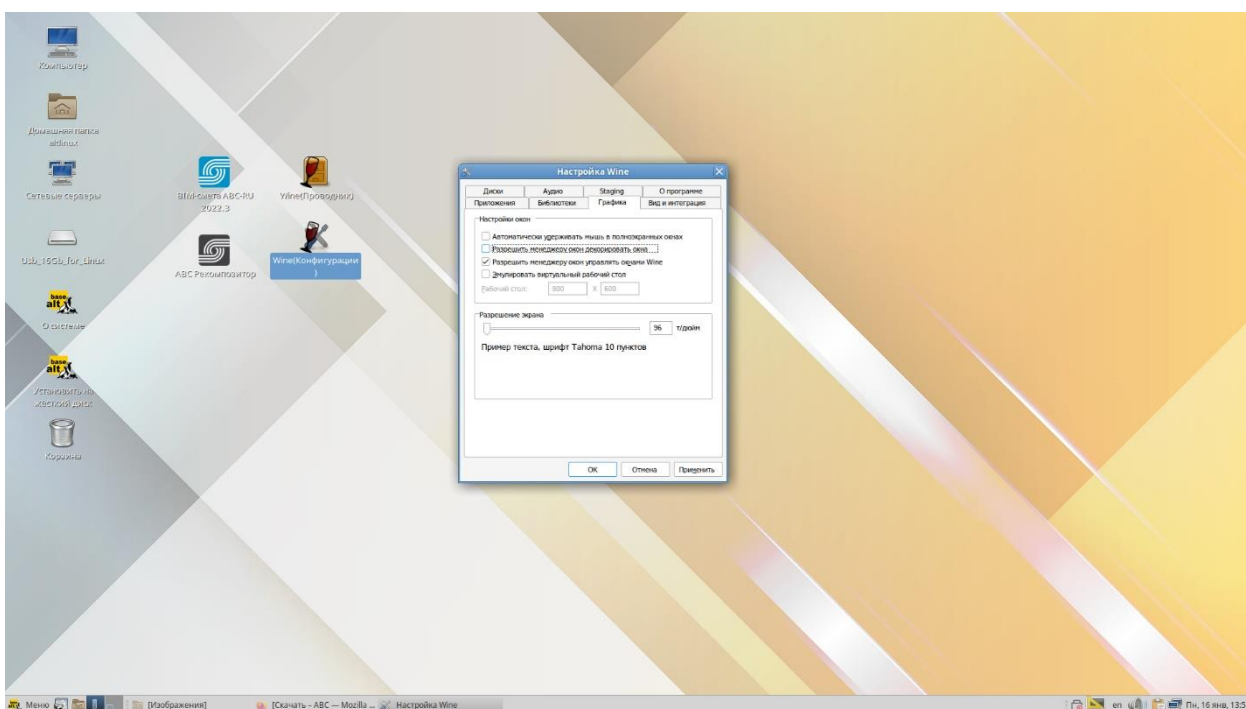 Компьютер
Домашняя папка
altlinux
Сетевые серверы
Usb_16Gb_for_Linux
base
alt
О системе
base
alt
Установить на
жесткий диск
Корзина
BIM-смета ABC-RU
2022.3
ABC Рекомпозитор
Wine(Проводник)
Wine(Конфигурации
)
Настройка Wine
Диски
Аудио
Staging
О программе
Приложения
Библиотеки
Графика
Вид и интеграция
Настройки окон
Автоматически удерживать мышь в полноэкранных окнах
Разрешить менеджеру окон декорировать окна
Разрешить менеджеру окон управлять окнами Wine
Эмулировать виртуальный рабочий стол
Рабочий стол:
800
X
600
Разрешение экрана
96
т/дюйм
Пример текста, шрифт Tahoma 10 пунктов
OK
Отмена
Применить
Меню
[Изображения]
[Скачать - ABC — Mozilla ...
Настройка Wine
en
Пн, 16 янв, 13:5